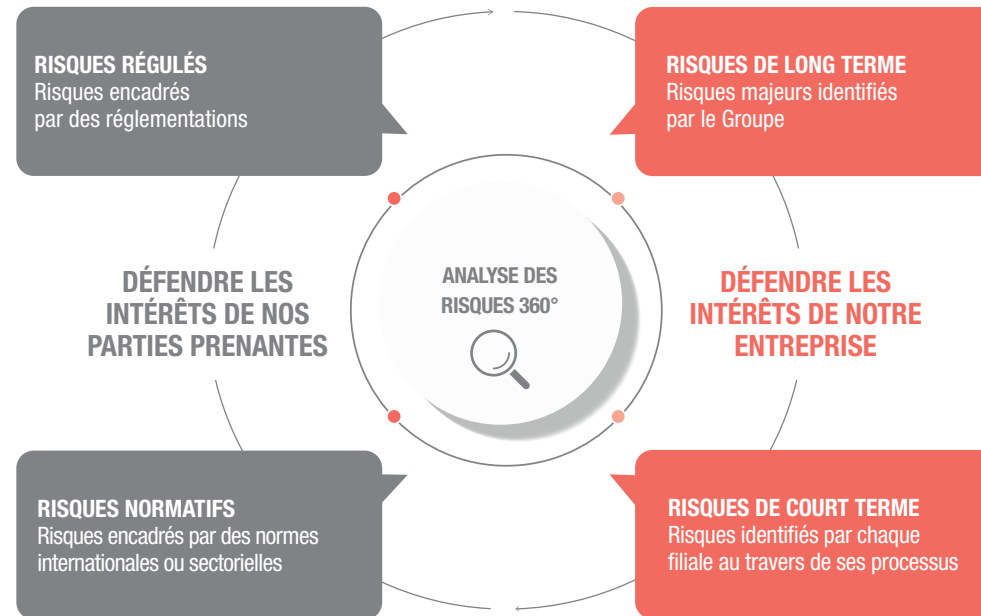 RISQUES RÉGULÉS
Risques encadrés
par des réglementations
RISQUES DE LONG TERME
Risques majeurs identifiés
par le Groupe
DÉFENDRE LES
INTÉRÊTS DE NOS
PARTIES PRENANTES
ANALYSE DES
RISQUES 360°
DÉFENDRE LES
INTÉRÊTS DE NOTRE
ENTREPRISE
RISQUES NORMATIFS
Risques encadrés par des normes
internationales ou sectorielles
RISQUES DE COURT TERME
Risques identifiés par chaque
filiale au travers de ses processus